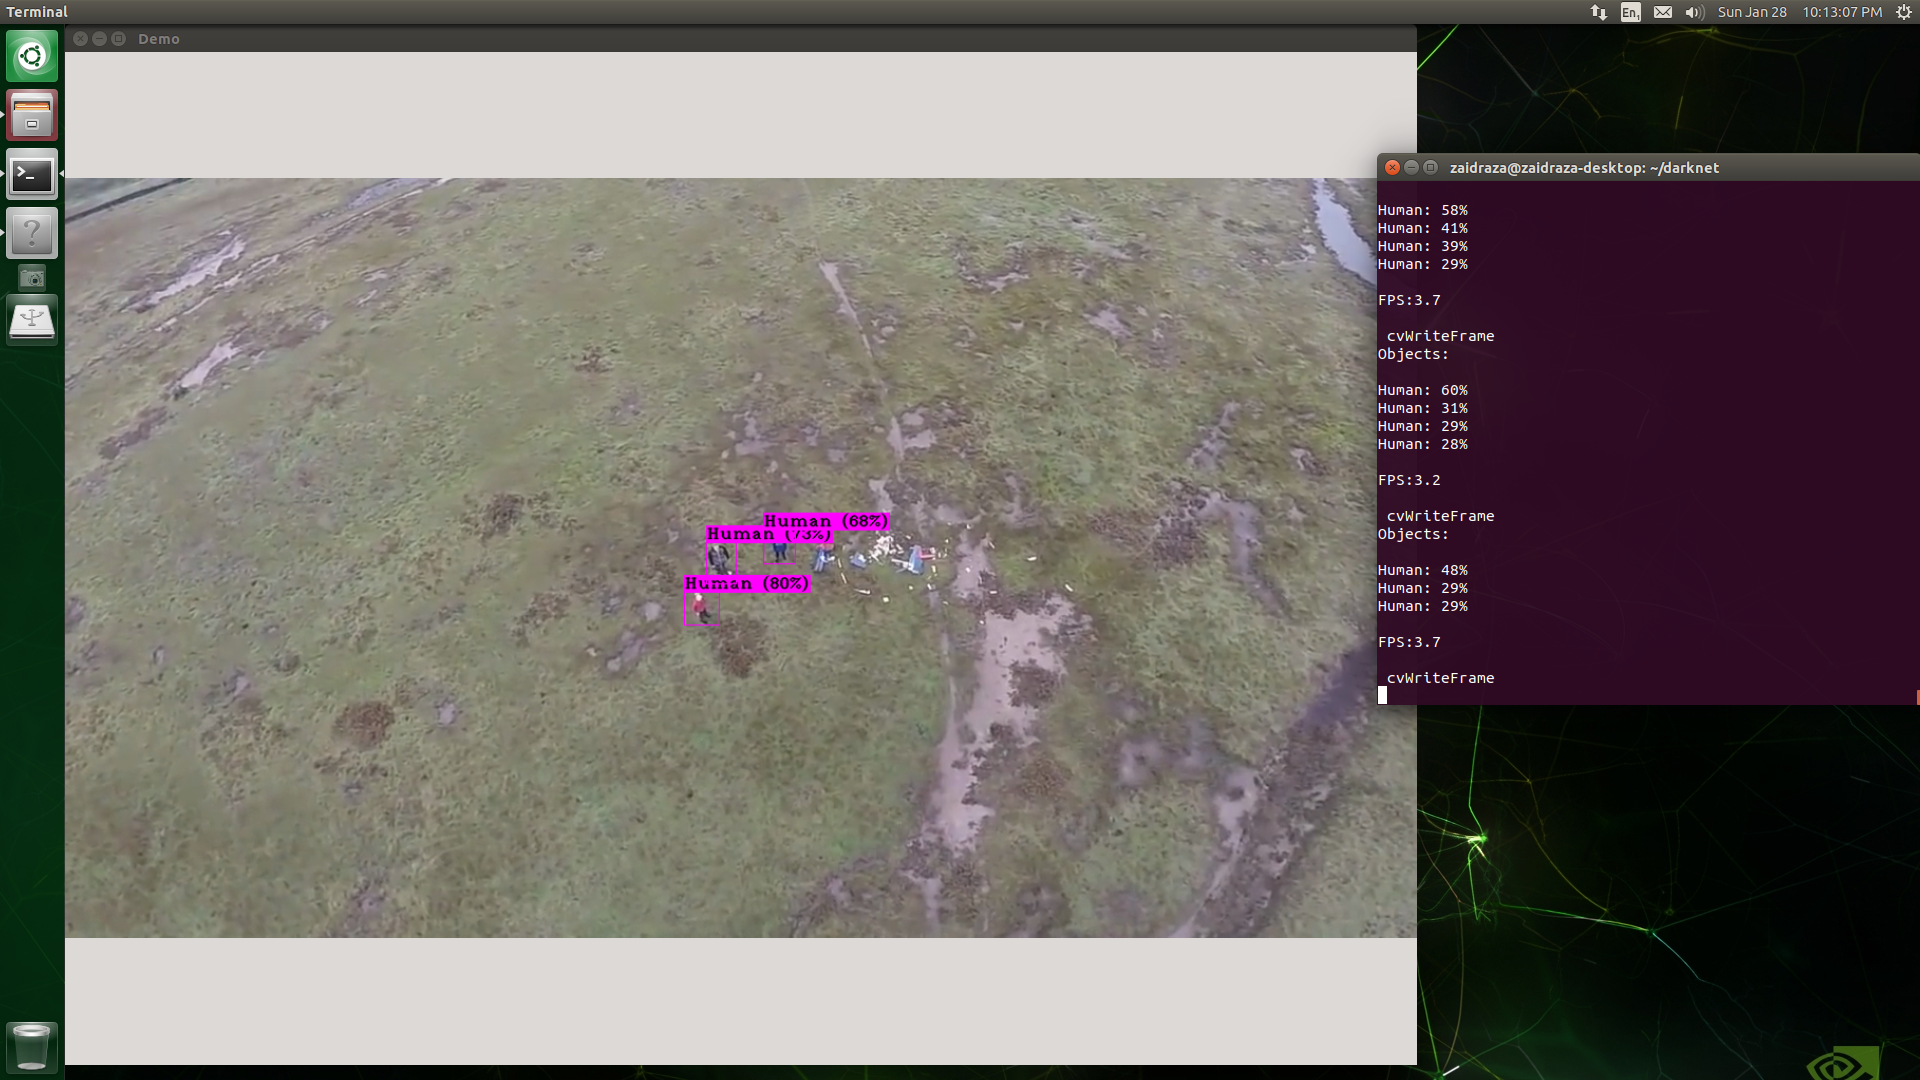 Terminal
En1
Sun Jan 28
10:13:07 PM
Demo
Human (68%)
Human (73%)
Human (80%)
zaidraza@zaidraza-desktop: ~/darknet
Human: 58%
Human: 41%
Human: 39%
Human: 29%
FPS:3.7
cvWriteFrame
Objects:
Human: 60%
Human: 31%
Human: 29%
Human: 28%
FPS:3.2
cvWriteFrame
Objects:
Human: 48%
Human: 29%
Human: 29%
FPS:3.7
cvWriteFrame